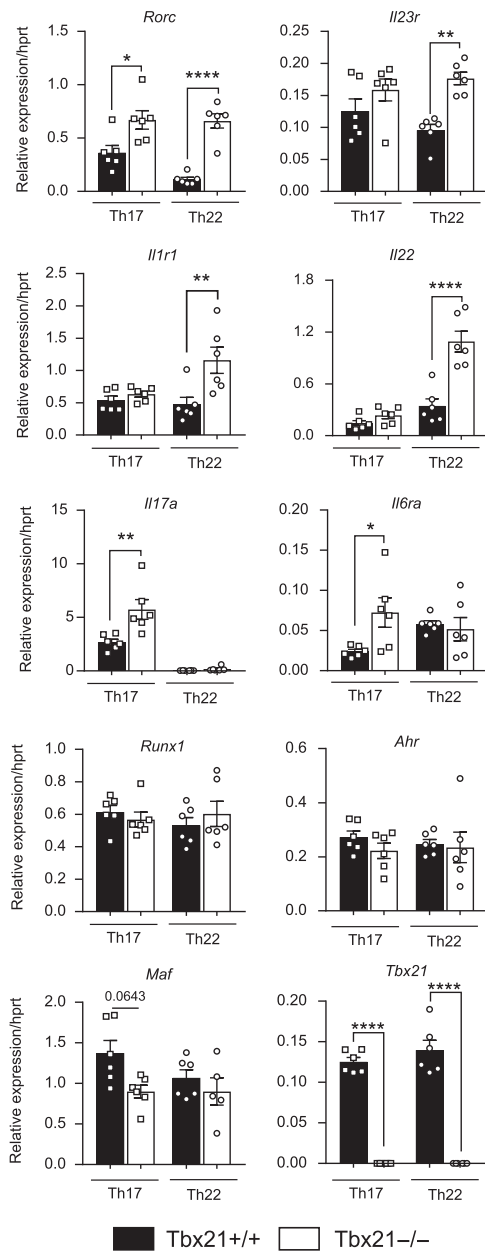 Rorc
Relative expression/hprt
1.5
1.0
0.5
0.0
*
****
Th17
Th22
Il23r
0.25
0.20
0.15
0.10
0.05
0.00
**
Th17
Th22
Il1r1
Relative expression/hprt
2.5
2.0
1.5
1.0
0.5
0.0
**
Th17
Th22
Il22
1.8
1.2
0.6
0.0
****
Th17
Th22
Il17a
Relative expression/hprt
15
10
5
0
**
Th17
Th22
Il6ra
0.20
0.15
0.10
0.05
0.00
*
Th17
Th22
Runx1
Relative expression/hprt
1.0
0.8
0.6
0.4
0.2
0.0
Th17
Th22
Ahr
0.6
0.4
0.2
0.0
Th17
Th22
Maf
Relative expression/hprt
2.0
1.5
1.0
0.5
0.0
0.0643
Th17
Th22
Tbx21
0.20
0.15
0.10
0.05
0.00
****
****
Th17
Th22
Tbx21+/+
Tbx21–/–